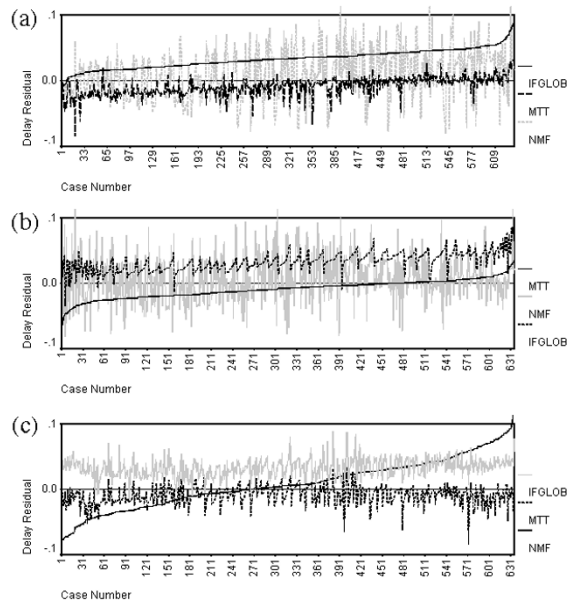 (a)
.1
0.0
-.1
Delay Residual
1 33 65 97 129 161 193 225 257 289 321 353 385 417 449 481 513 545 577 609
Case Number
IFGLOB
MTT
NMF
(b)
.1
0.0
-.1
Delay Residual
1 31 61 91 121 151 181 211 241 271 301 331 361 391 421 451 481 511 541 571 601 631
Case Number
MTT
NMF
IFGLOB
(c)
.1
0.0
.1
Delay Residual
1 31 61 91 121 151 181 211 241 271 301 331 361 391 421 451 481 511 541 571 601 631
Case Number
IFGLOB
MTT
NMF